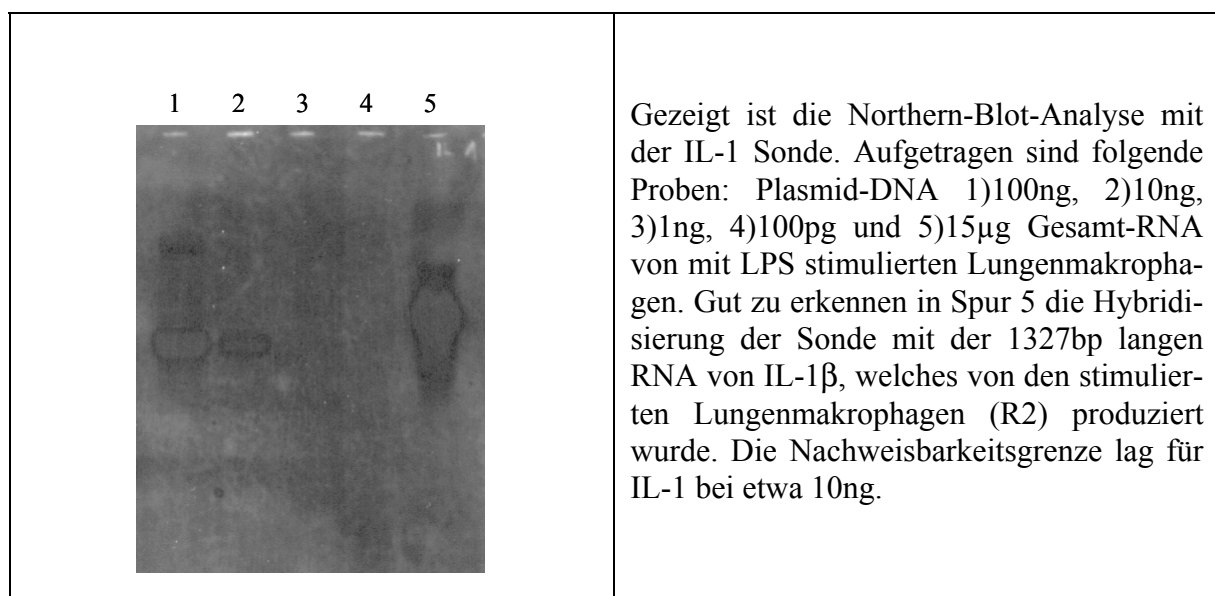 1 2 3 4 5
Gezeigt ist die Northern-Blot-Analyse mit
der IL-1 Sonde. Aufgetragen sind folgende
Proben: Plasmid-DNA 1)100ng, 2)10ng,
3)1ng, 4)100pg und 5)15µg Gesamt-RNA
von mit LPS stimulierten Lungenmakropha-
gen. Gut zu erkennen in Spur 5 die Hybridi-
sierung der Sonde mit der 1327bp langen
RNA von IL-1β, welches von den stimulier-
ten Lungenmakrophagen (R2) produziert
wurde. Die Nachweisbarkeitsgrenze lag für
IL-1 bei etwa 10ng.